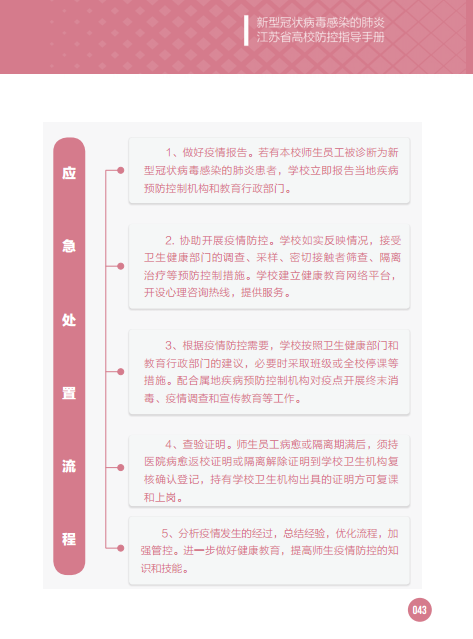 新型冠状病毒感染的肺炎
江苏省高校防控指导手册
应
急
处
置
流
程
1、做好疫情报告。若有本校师生员工被诊断为新
型冠状病毒感染的肺炎患者，学校立即报告当地疾病
预防控制机构和教育行政部门。
2. 协助开展疫情防控。学校如实反映情况，接受
卫生健康部门的调查、采样、密切接触者筛查、隔离
治疗等预防控制措施。学校建立健康教育网络平台，
开设心理咨询热线，提供服务。
3、根据疫情防控需要，学校按照卫生健康部门和
教育行政部门的建议，必要时采取班级或全校停课等
措施。配合属地疾病预防控制机构对疫点开展终末消
毒、疫情调查和宣传教育等工作。
4、查验证明。师生员工病愈或隔离期满后，须持
医院病愈返校证明或隔离解除证明到学校卫生机构复
核确认登记，持有学校卫生机构出具的证明方可复课
和上岗。
5、分析疫情发生的经过，总结经验，优化流程，加
强管控。进一步做好健康教育，提高师生疫情防控的知
识和技能。
043